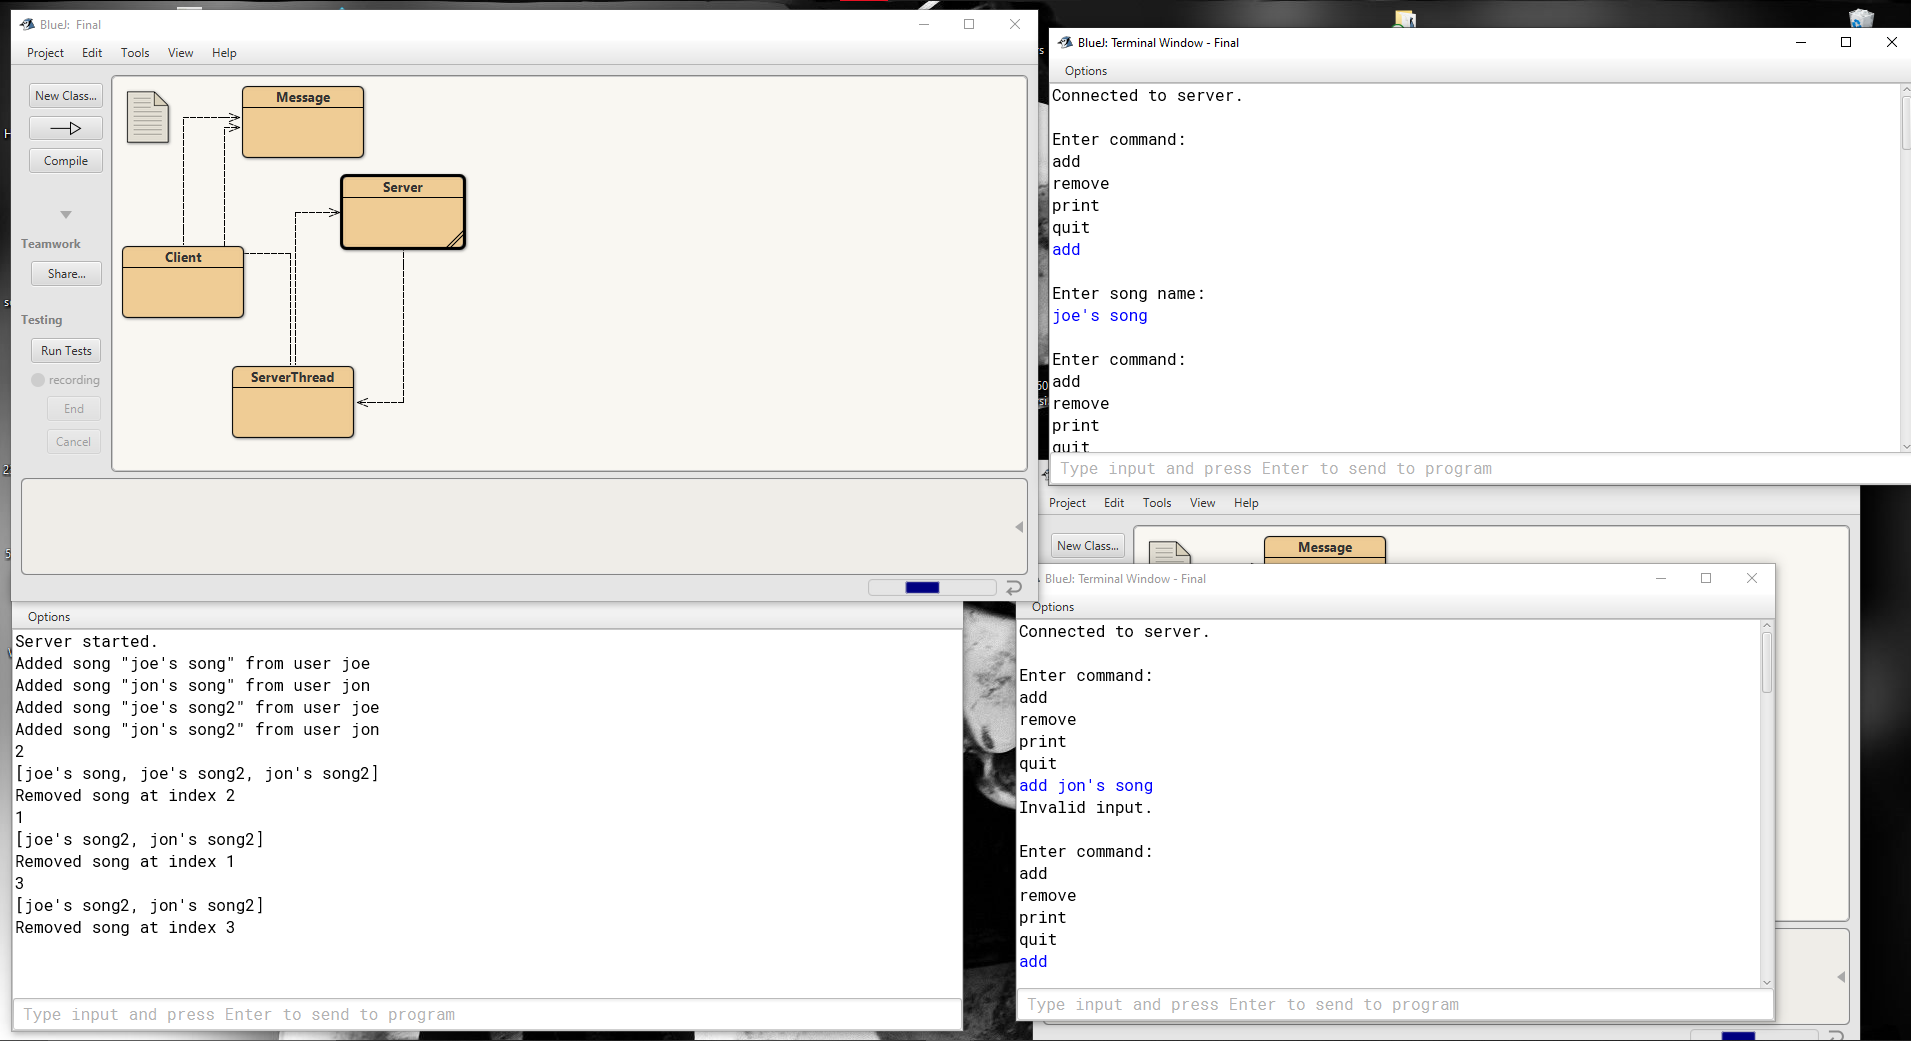 BlueJ: Final
Project Edit Tools View Help
New Class...
Compile
Teamwork
Share...
Testing
Run Tests
recording
End
Cancel
Message
Server
Client
ServerThread
Options
Server started.
Added song "joe's song" from user joe
Added song "jon's song" from user jon
Added song "joe's song2" from user joe
Added song "jon's song2" from user jon
2
[joe's song, joe's song2, jon's song2]
Removed song at index 2
1
[joe's song2, jon's song2]
Removed song at index 1
3
[joe's song2, jon's song2]
Removed song at index 3
Type input and press Enter to send to program
BlueJ: Terminal Window - Final
Options
Connected to server.
Enter command:
add
remove
print
quit
add
Enter song name:
joe's song
Enter command:
add
remove
print
quit
Type input and press Enter to send to program
Project Edit Tools View Help
New Class...
Message
BlueJ: Terminal Window - Final
Options
Connected to server.
Enter command:
add
remove
print
quit
add jon's song
Invalid input.
Enter command:
add
remove
print
quit
add
Type input and press Enter to send to program